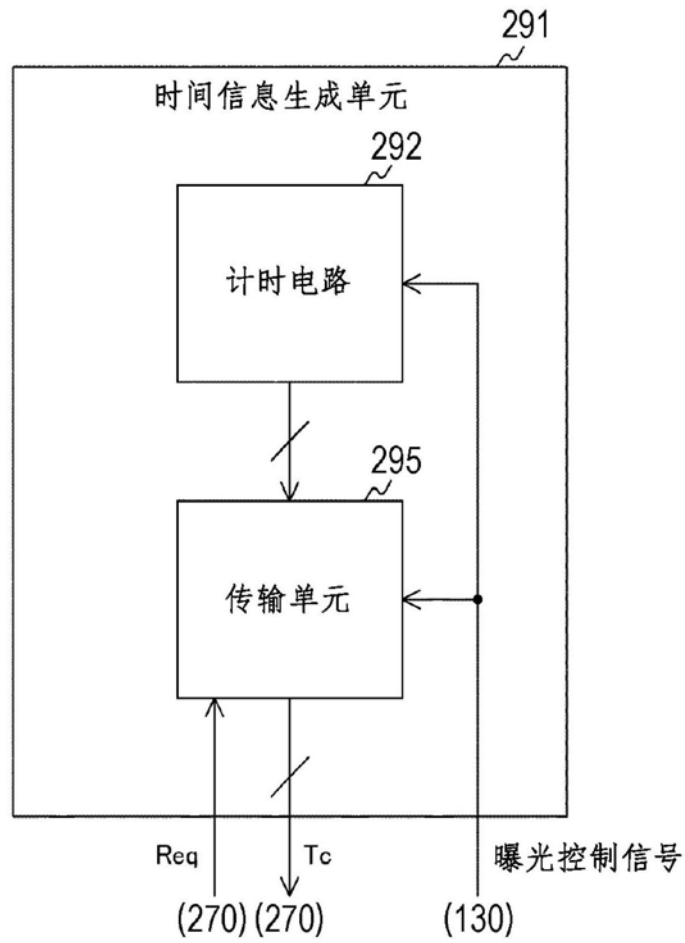 291
时间信息生成单元
292
计时电路
295
传输单元
Req
Tc
曝光控制信号
(270)
(270)
(130)